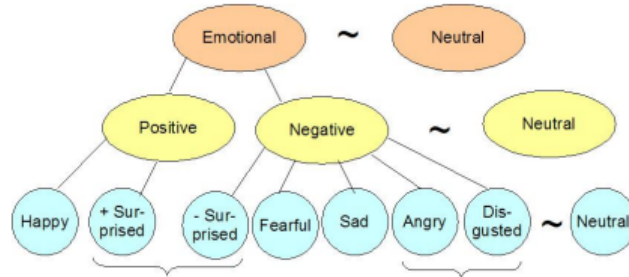 Emotional ~ Neutral
Positive Negative ~ Neutral
Happy + Sur-
prised - Sur-
prised Fearful Sad Angry Dis-
gusted ~ Neutral